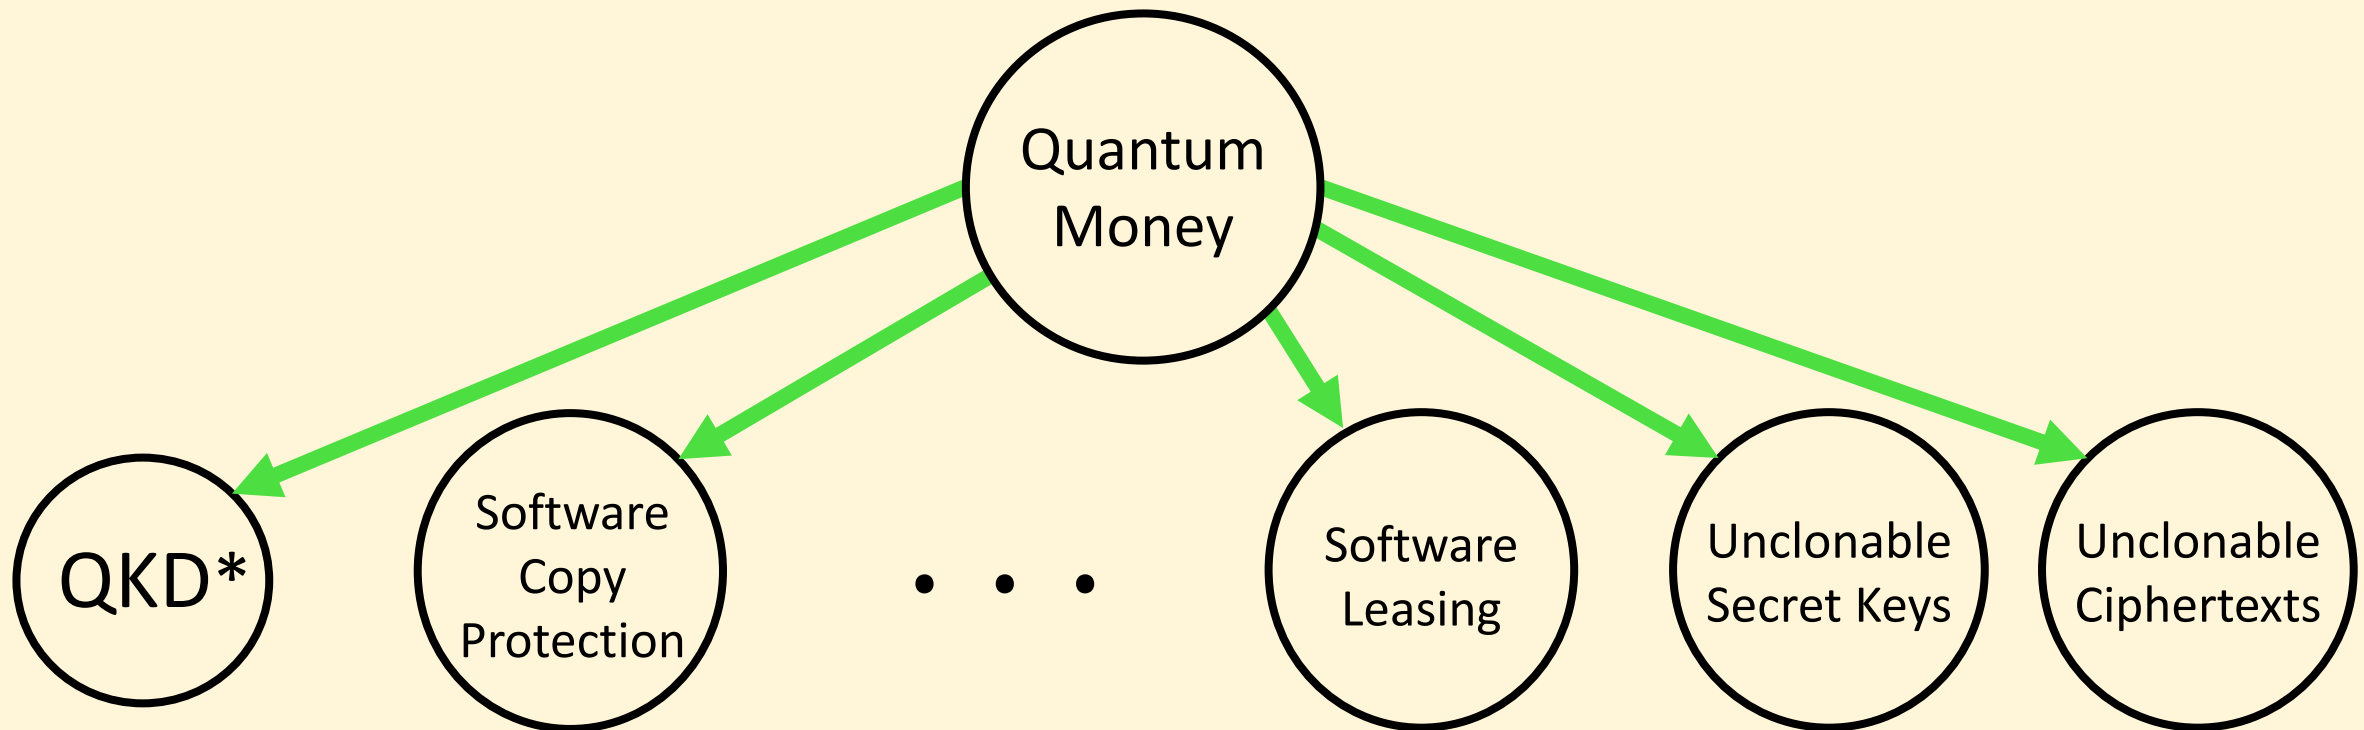 Quantum
Money
QKD*
Software
Copy
Protection
. . .
Software
Leasing
Unclonable
Secret Keys
Unclonable
Ciphertexts